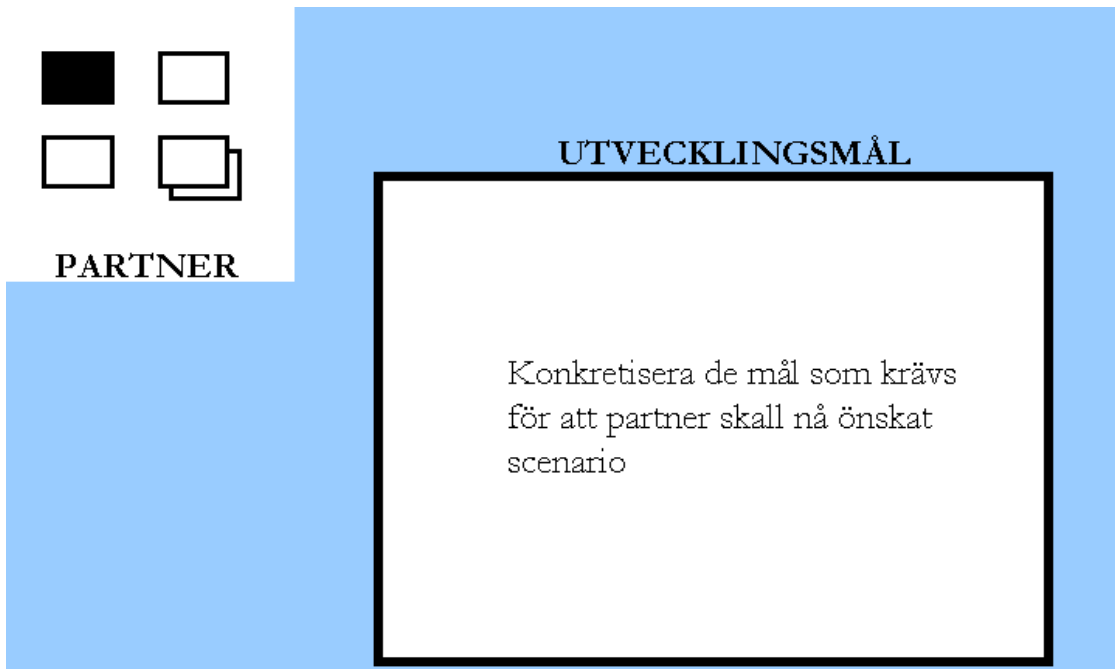 PARTNER
UTVECKLINGSMÅL
Konkretisera de mål som krävs
för att partner skall nå önskat
scenario